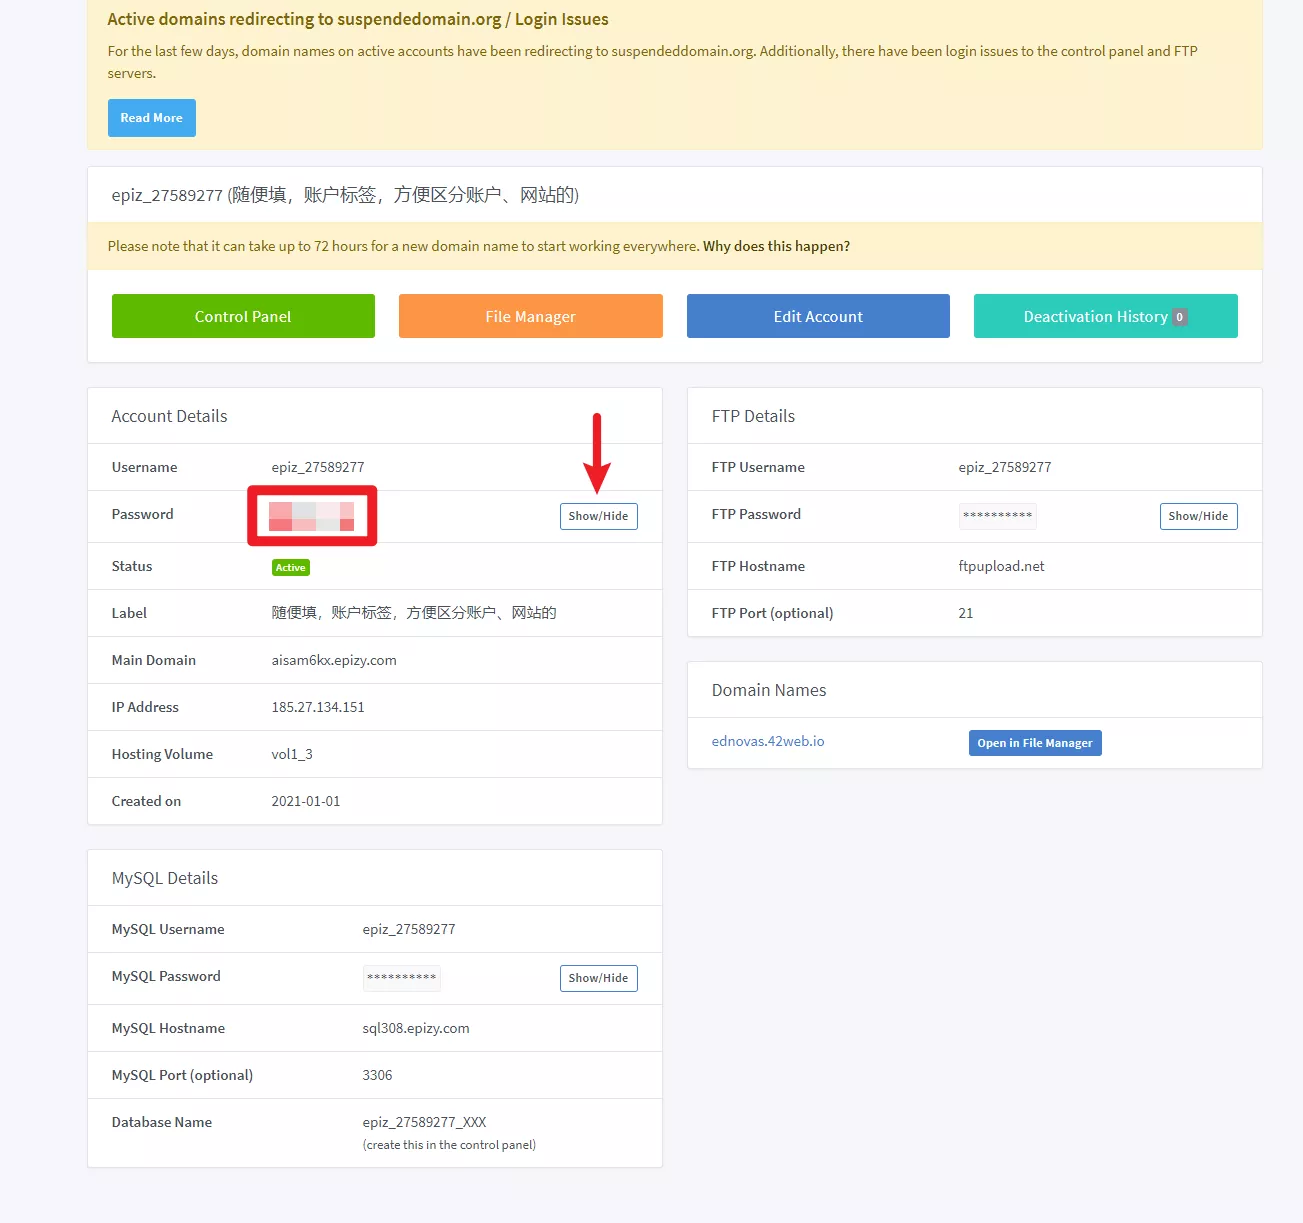 Active domains redirecting to suspendedomain.org / Login Issues
For the last few days, domain names on active accounts have been redirecting to suspendeddomain.org. Additionally, there have been login issues to the control panel and FTP
servers.
Read More
epiz_27589277 (随便填，账户标签，方便区分账户、网站的)
Please note that it can take up to 72 hours for a new domain name to start working everywhere. Why does this happen?
Control Panel
File Manager
Edit Account
Deactivation History 0
Account Details
Username epiz_27589277
Password Show/Hide
Status Active
Label 随便填，账户标签，方便区分账户、网站的
Main Domain aisam6kx.epizy.com
IP Address 185.27.134.151
Hosting Volume vol1_3
Created on 2021-01-01
FTP Details
FTP Username epiz_27589277
FTP Password ********** Show/Hide
FTP Hostname ftpupload.net
FTP Port (optional) 21
Domain Names
ednovas.42web.io Open in File Manager
MySQL Details
MySQL Username epiz_27589277
MySQL Password ********** Show/Hide
MySQL Hostname sql308.epizy.com
MySQL Port (optional) 3306
Database Name epiz_27589277_XXX
(create this in the control panel)